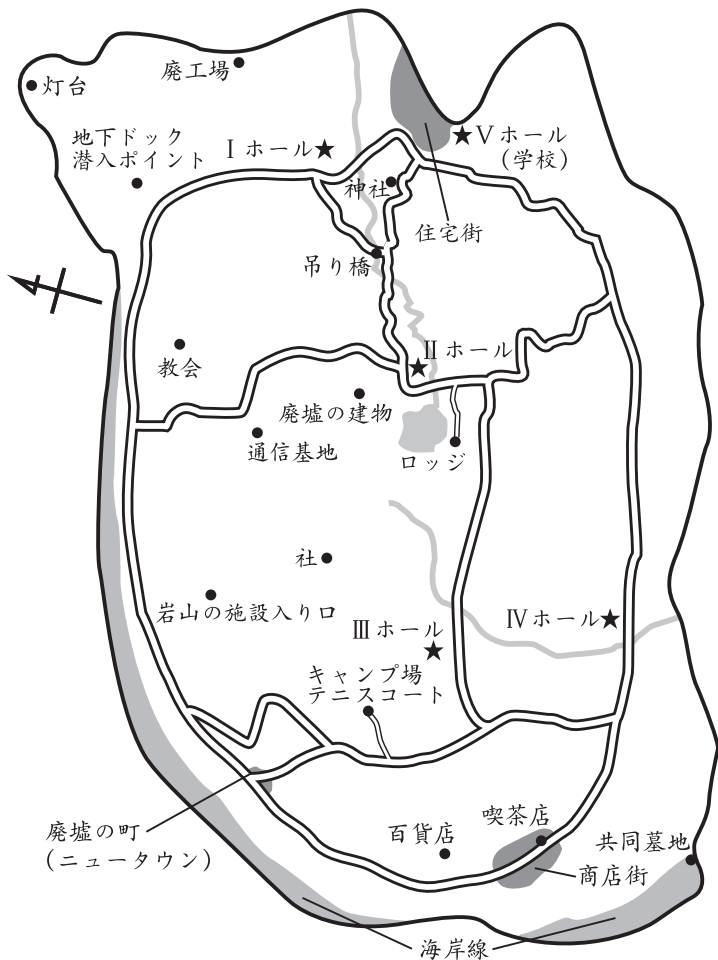 廃工場
灯台
地下ドック
潜入ポイント
Ⅰホール
Ⅴホール
(学校)
神社
住宅街
吊り橋
Ⅱホール
教会
廃墟の建物
通信基地
ロッジ
社
岩山の施設入り口
Ⅲホール
Ⅳホール
キャンプ場
テニスコート
廃墟の町
(ニュータウン)
百貨店
喫茶店
共同墓地
商店街
海岸線